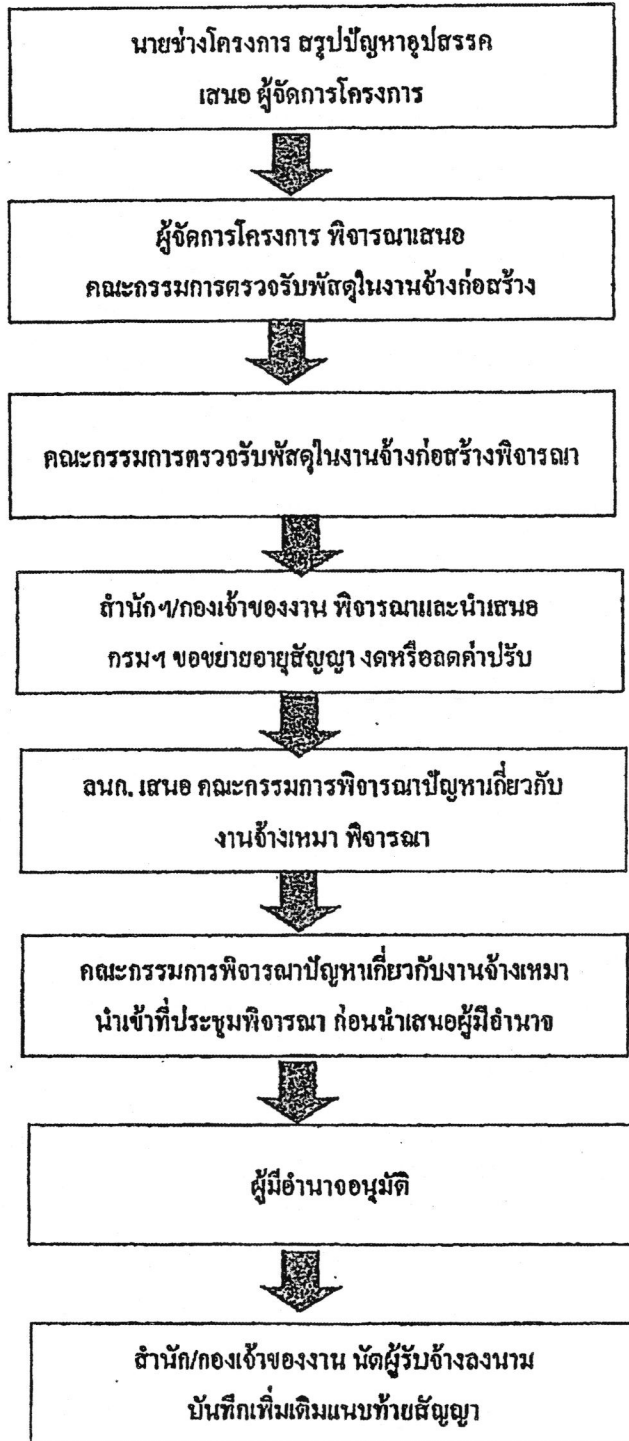 นายช่างโครงการ สรุปปัญหาอุปสรรค
เสนอ ผู้จัดการโครงการ
ผู้จัดการโครงการ พิจารณาเสนอ
คณะกรรมการตรวจรับพัสดุในงานจ้างก่อสร้าง
คณะกรรมการตรวจรับพัสดุในงานจ้างก่อสร้างพิจารณา
สำนักฯ/กองเจ้าของงาน พิจารณาและนำเสนอ
กรมฯ ขอขยายอายุสัญญา งดหรือลดค่าปรับ
ลนก. เสนอ คณะกรรมการพิจารณาปัญหาเกี่ยวกับ
งานจ้างเหมา พิจารณา
คณะกรรมการพิจารณาปัญหาเกี่ยวกับงานจ้างเหมา
นำเข้าที่ประชุมพิจารณา ก่อนนำเสนอผู้มีอำนาจ
ผู้มีอำนาจอนุมัติ
สำนัก/กองเจ้าของงาน นัดผู้รับจ้างลงนาม
บันทึกเพิ่มเติมแนบท้ายสัญญา